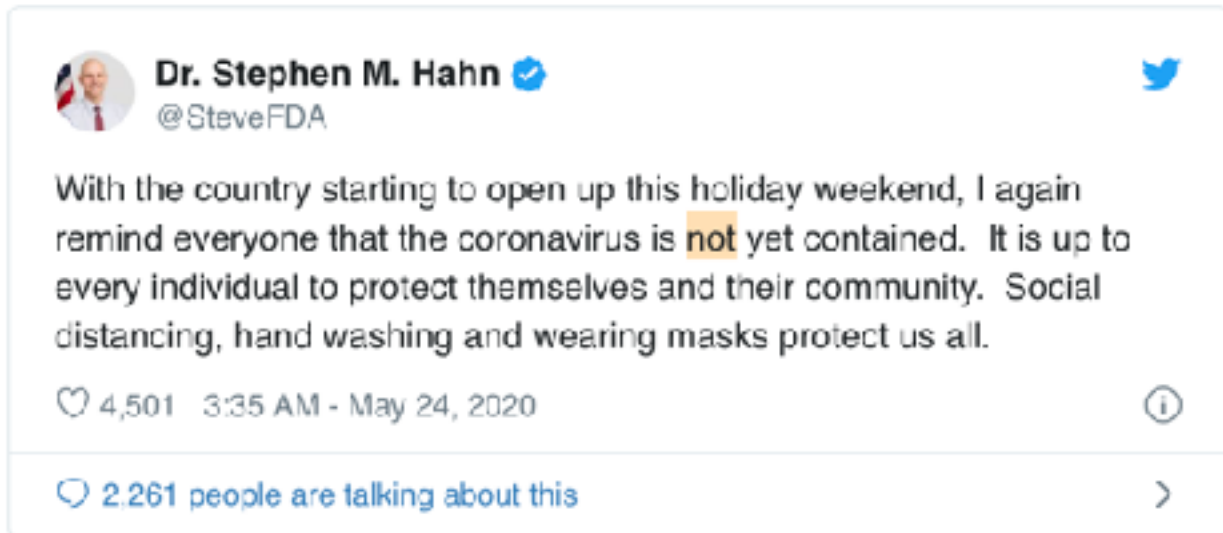 Dr. Stephen M. Hahn
@SteveFDA
With the country starting to open up this holiday weekend, I again
remind everyone that the coronavirus is not yet contained.  It is up to
every individual to protect themselves and their community.  Social
distancing, hand washing and wearing masks protect us all.
4,501 3:35 AM - May 24, 2020
2,261 people are talking about this